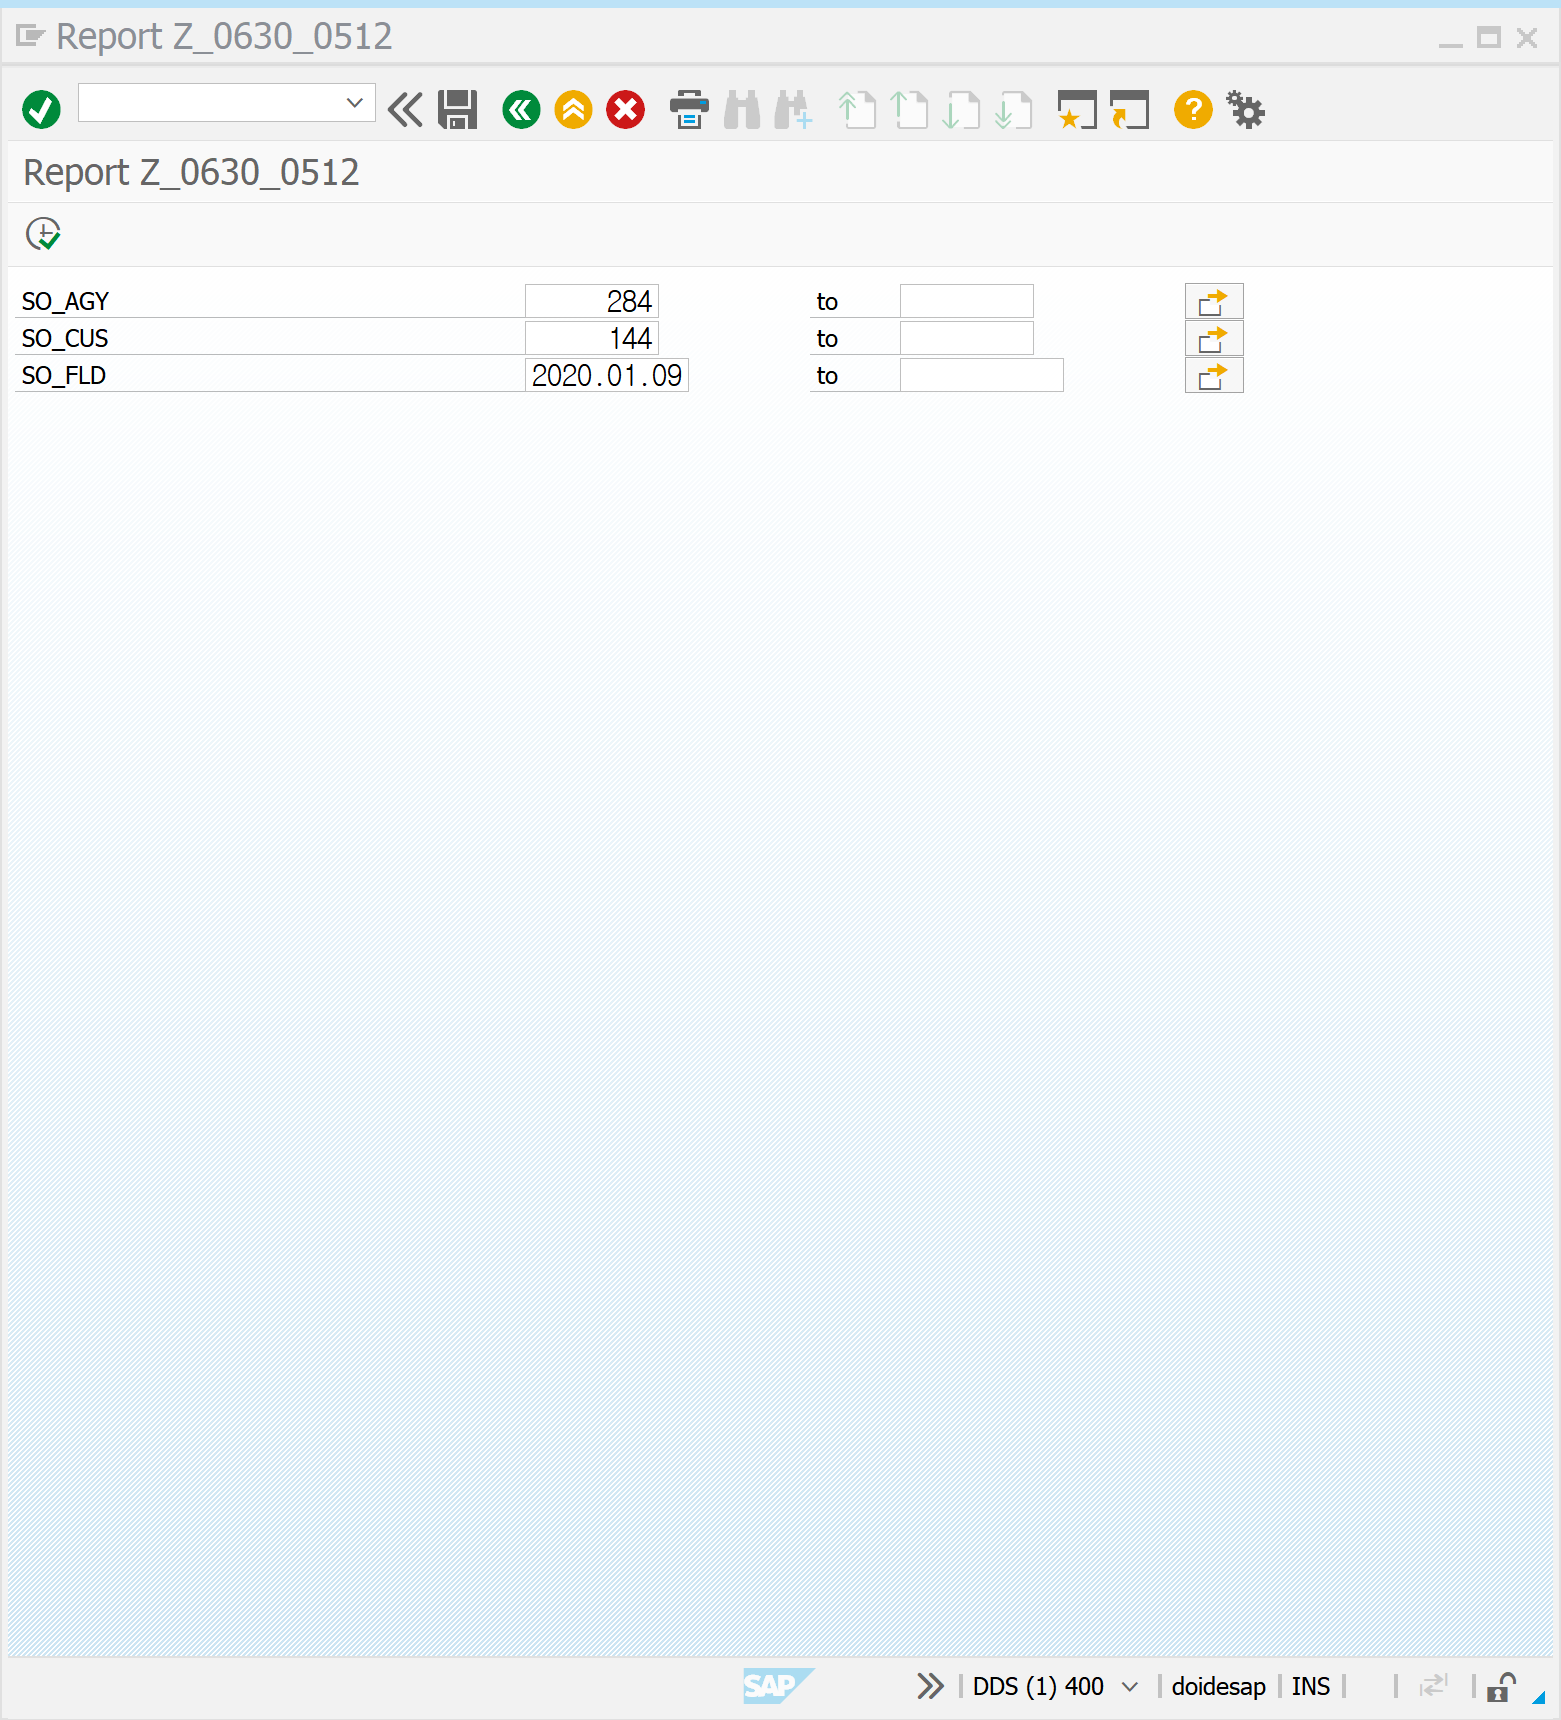 Report Z_0630_0512
Report Z_0630_0512
SO_AGY 284 to
SO_CUS 144 to
SO_FLD 2020.01.09 to
SAP DDS (1) 400 doidesap INS